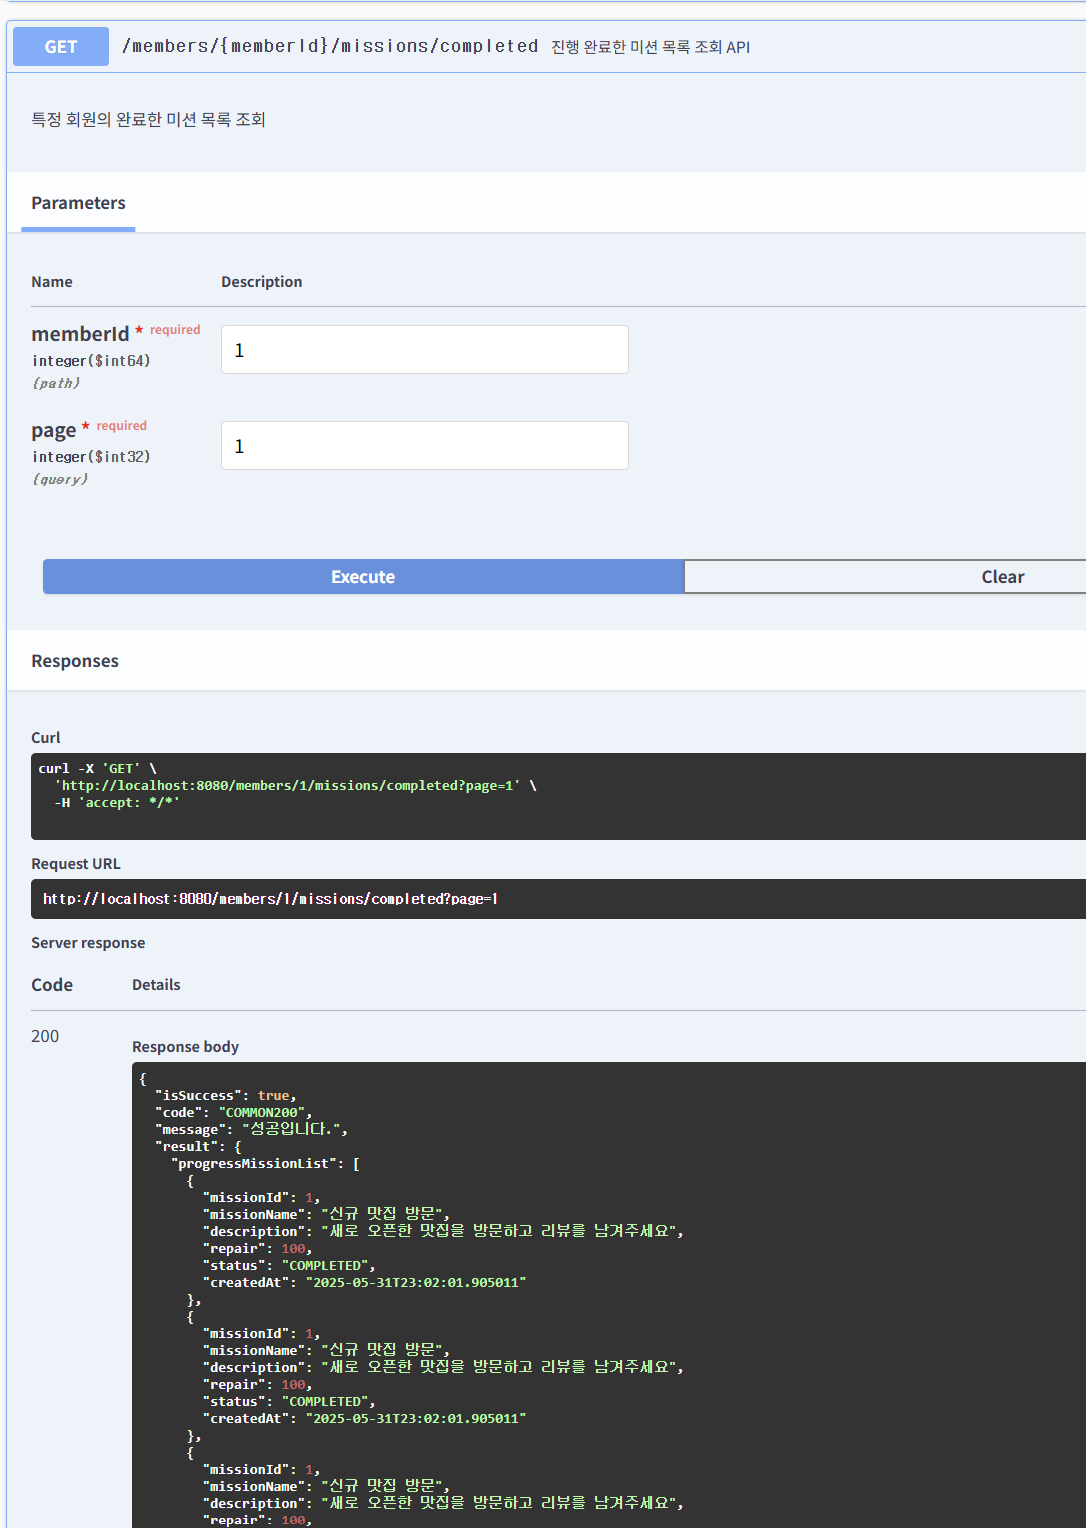 GET /members/{memberId}/missions/completed 진행 완료한 미션 목록 조회 API
특정 회원의 완료한 미션 목록 조회
Parameters
Name Description
memberId * required 1
integer($int64)
(path)
page * required 1
integer($int32)
(query)
Execute Clear
Responses
Curl
curl -X 'GET' \
'http://localhost:8080/members/1/missions/completed?page=1' \
-H 'accept: */*'
Request URL
http://localhost:8080/members/1/missions/completed?page=1
Server response
Code Details
200
Response body
{
"isSuccess": true,
"code": "COMMON200",
"message": "성공입니다.",
"result": {
"progressMissionList": [
{
"missionId": 1,
"missionName": "신규 맛집 방문",
"description": "새로 오픈한 맛집을 방문하고 리뷰를 남겨주세요",
"repair": 100,
"status": "COMPLETED",
"createdAt": "2025-05-31T23:02:01.905011"
},
{
"missionId": 1,
"missionName": "신규 맛집 방문",
"description": "새로 오픈한 맛집을 방문하고 리뷰를 남겨주세요",
"repair": 100,
"status": "COMPLETED",
"createdAt": "2025-05-31T23:02:01.905011"
},
{
"missionId": 1,
"missionName": "신규 맛집 방문",
"description": "새로 오픈한 맛집을 방문하고 리뷰를 남겨주세요",
"repair": 100,